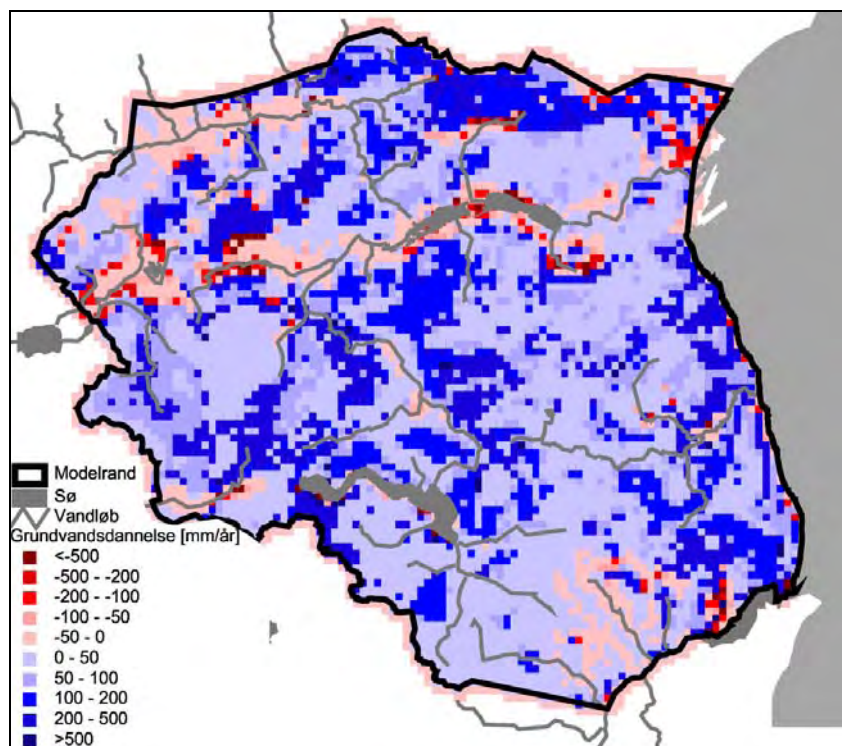 Modelrand
Sø
Vandløb
Grundvandsdannelse [mm/år]
<-500
-500 - -200
-200 - -100
-100 - -50
-50 - 0
0 - 50
50 - 100
100 - 200
200 - 500
>500